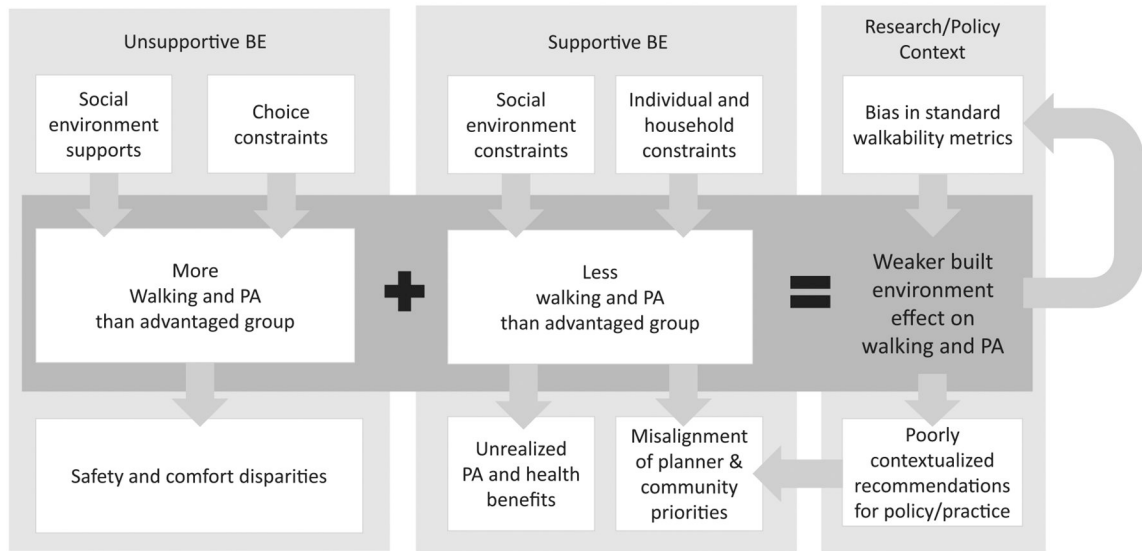 Unsupportive BE
Social
environment
supports
Choice
constraints
More
Walking and PA
than advantaged group
Safety and comfort disparities
+
Supportive BE
Social
environment
constraints
Individual and
household
constraints
Less
walking and PA
than advantaged group
Unrealized
PA and health
benefits
Misalignment
of planner &
community
priorities
=
Research/Policy
Context
Bias in standard
walkability metrics
Weaker built
environment
effect on
walking and PA
Poorly
contextualized
recommendations
for policy/practice